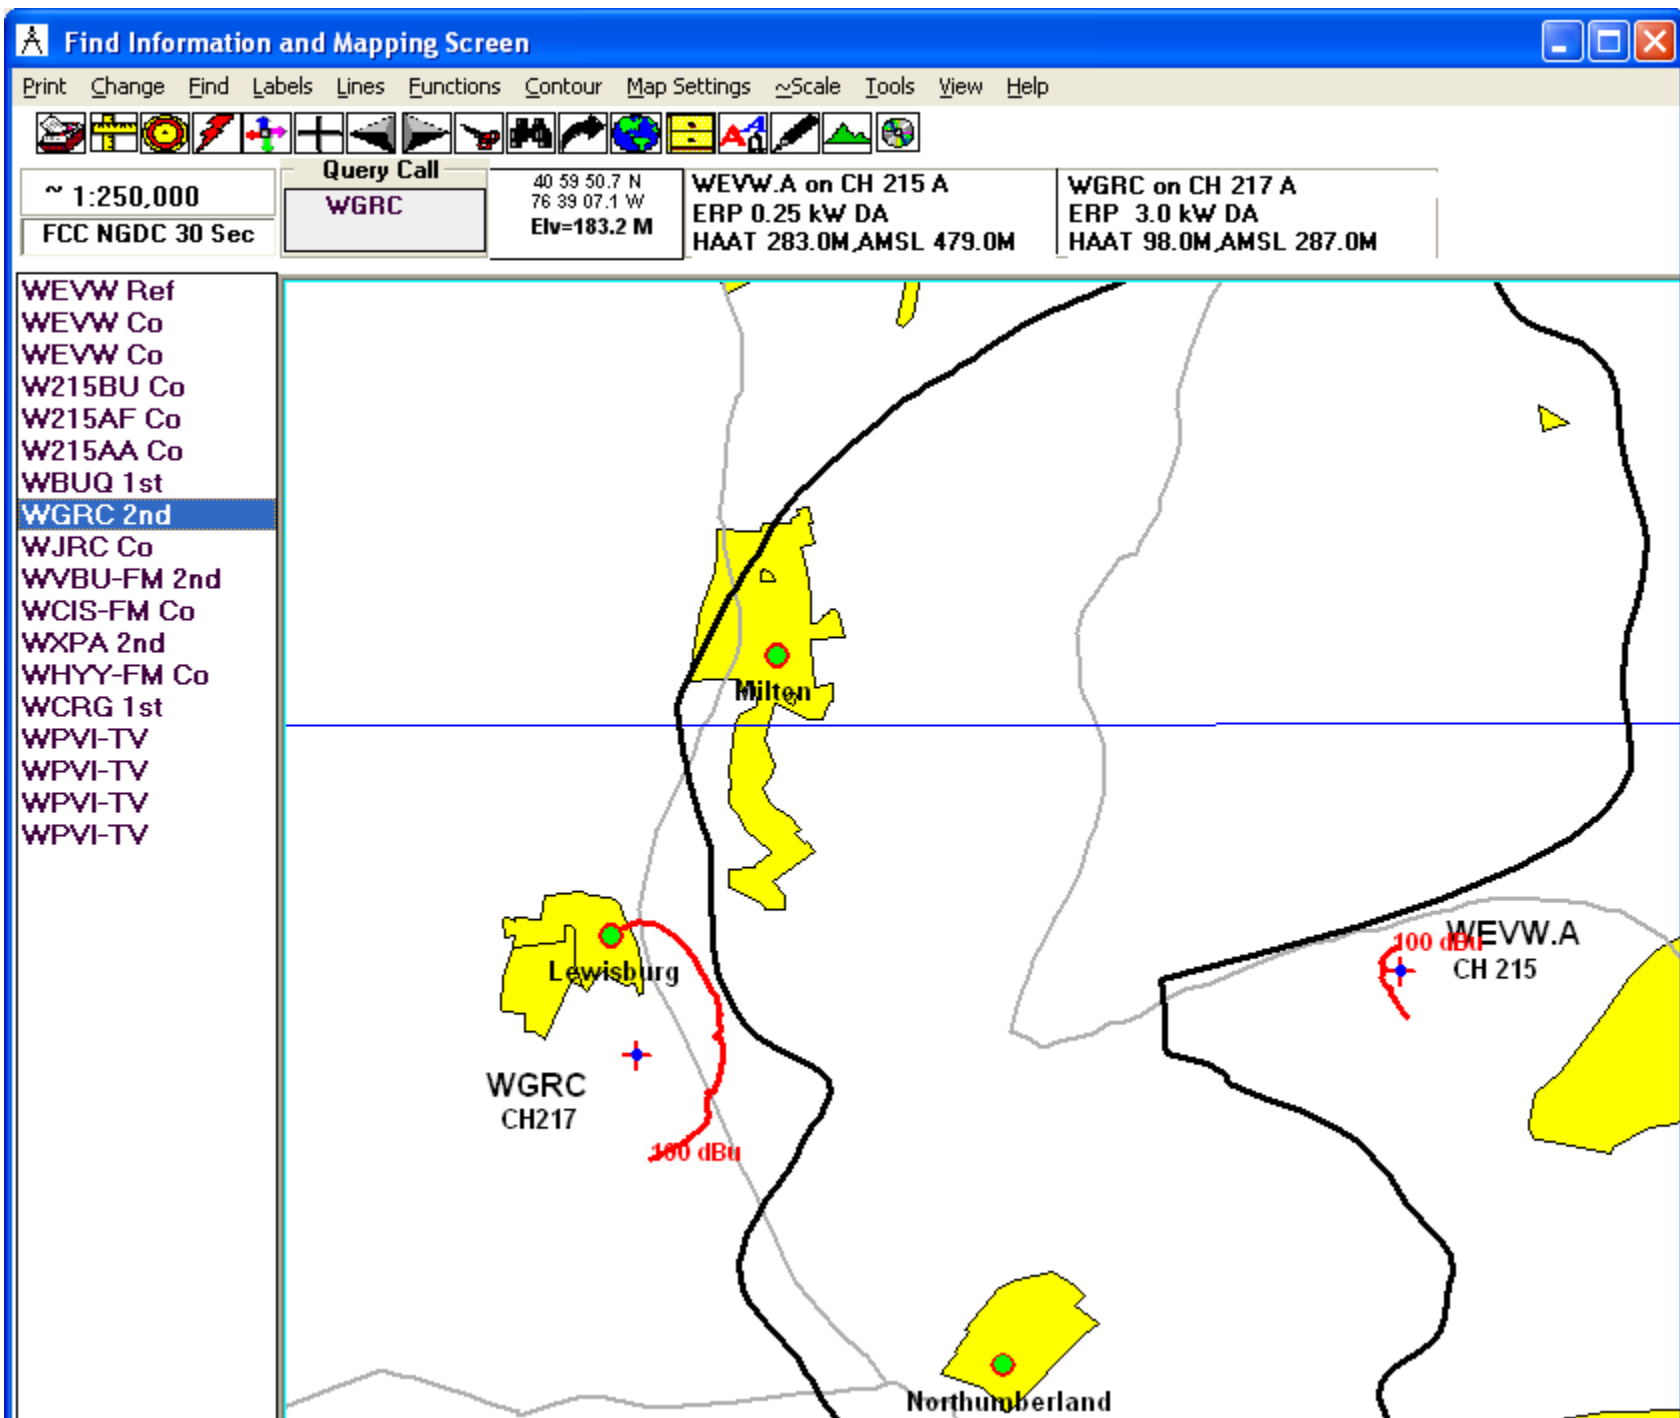 Find Information and Mapping Screen
Print Change Find Labels Lines Functions Contour Map Settings ~Scale Tools View Help
~ 1:250,000
FCC NGDC 30 Sec
Query Call
WGRC
40 59 50.7 N
76 39 07.1 W
Elv=183.2 M
WEVW.A on CH 215 A
ERP 0.25 kW DA
HAAT 283.0M,AMSL 479.0M
WGRC on CH 217 A
ERP 3.0 kW DA
HAAT 98.0M,AMSL 287.0M
WEVW Ref
WEVW Co
WEVW Co
W215BU Co
W215AF Co
W215AA Co
WBUQ 1st
WGRC 2nd
WJRC Co
WVBU-FM 2nd
WCIS-FM Co
WXPA 2nd
WHYY-FM Co
WCRG 1st
WPVI-TV
WPVI-TV
WPVI-TV
WPVI-TV
Milton
Lewisburg
WEVW.A
100 dBu
CH 215
WGRC
CH217
100 dBu
Northumberland